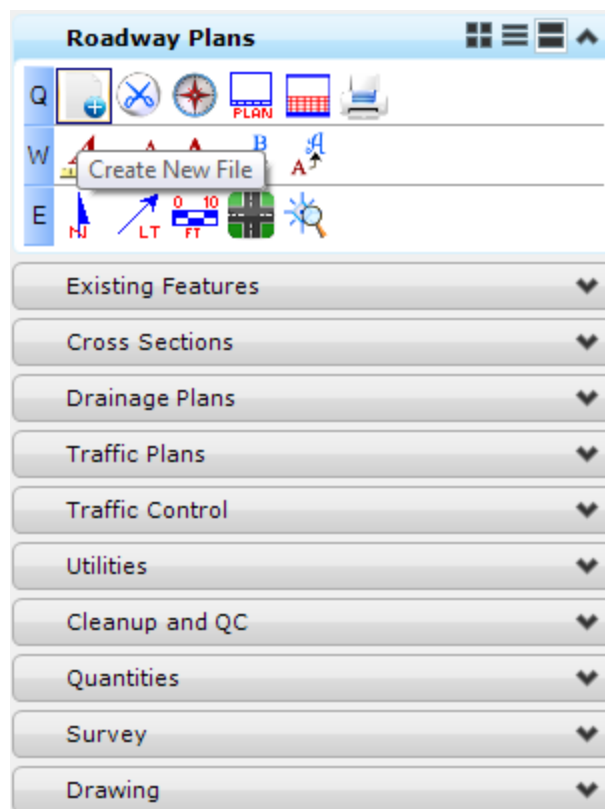 Roadway Plans
Q
PLAN
W A A A B A A
Create New File
E N LT 0 10 FT
Existing Features
Cross Sections
Drainage Plans
Traffic Plans
Traffic Control
Utilities
Cleanup and QC
Quantities
Survey
Drawing